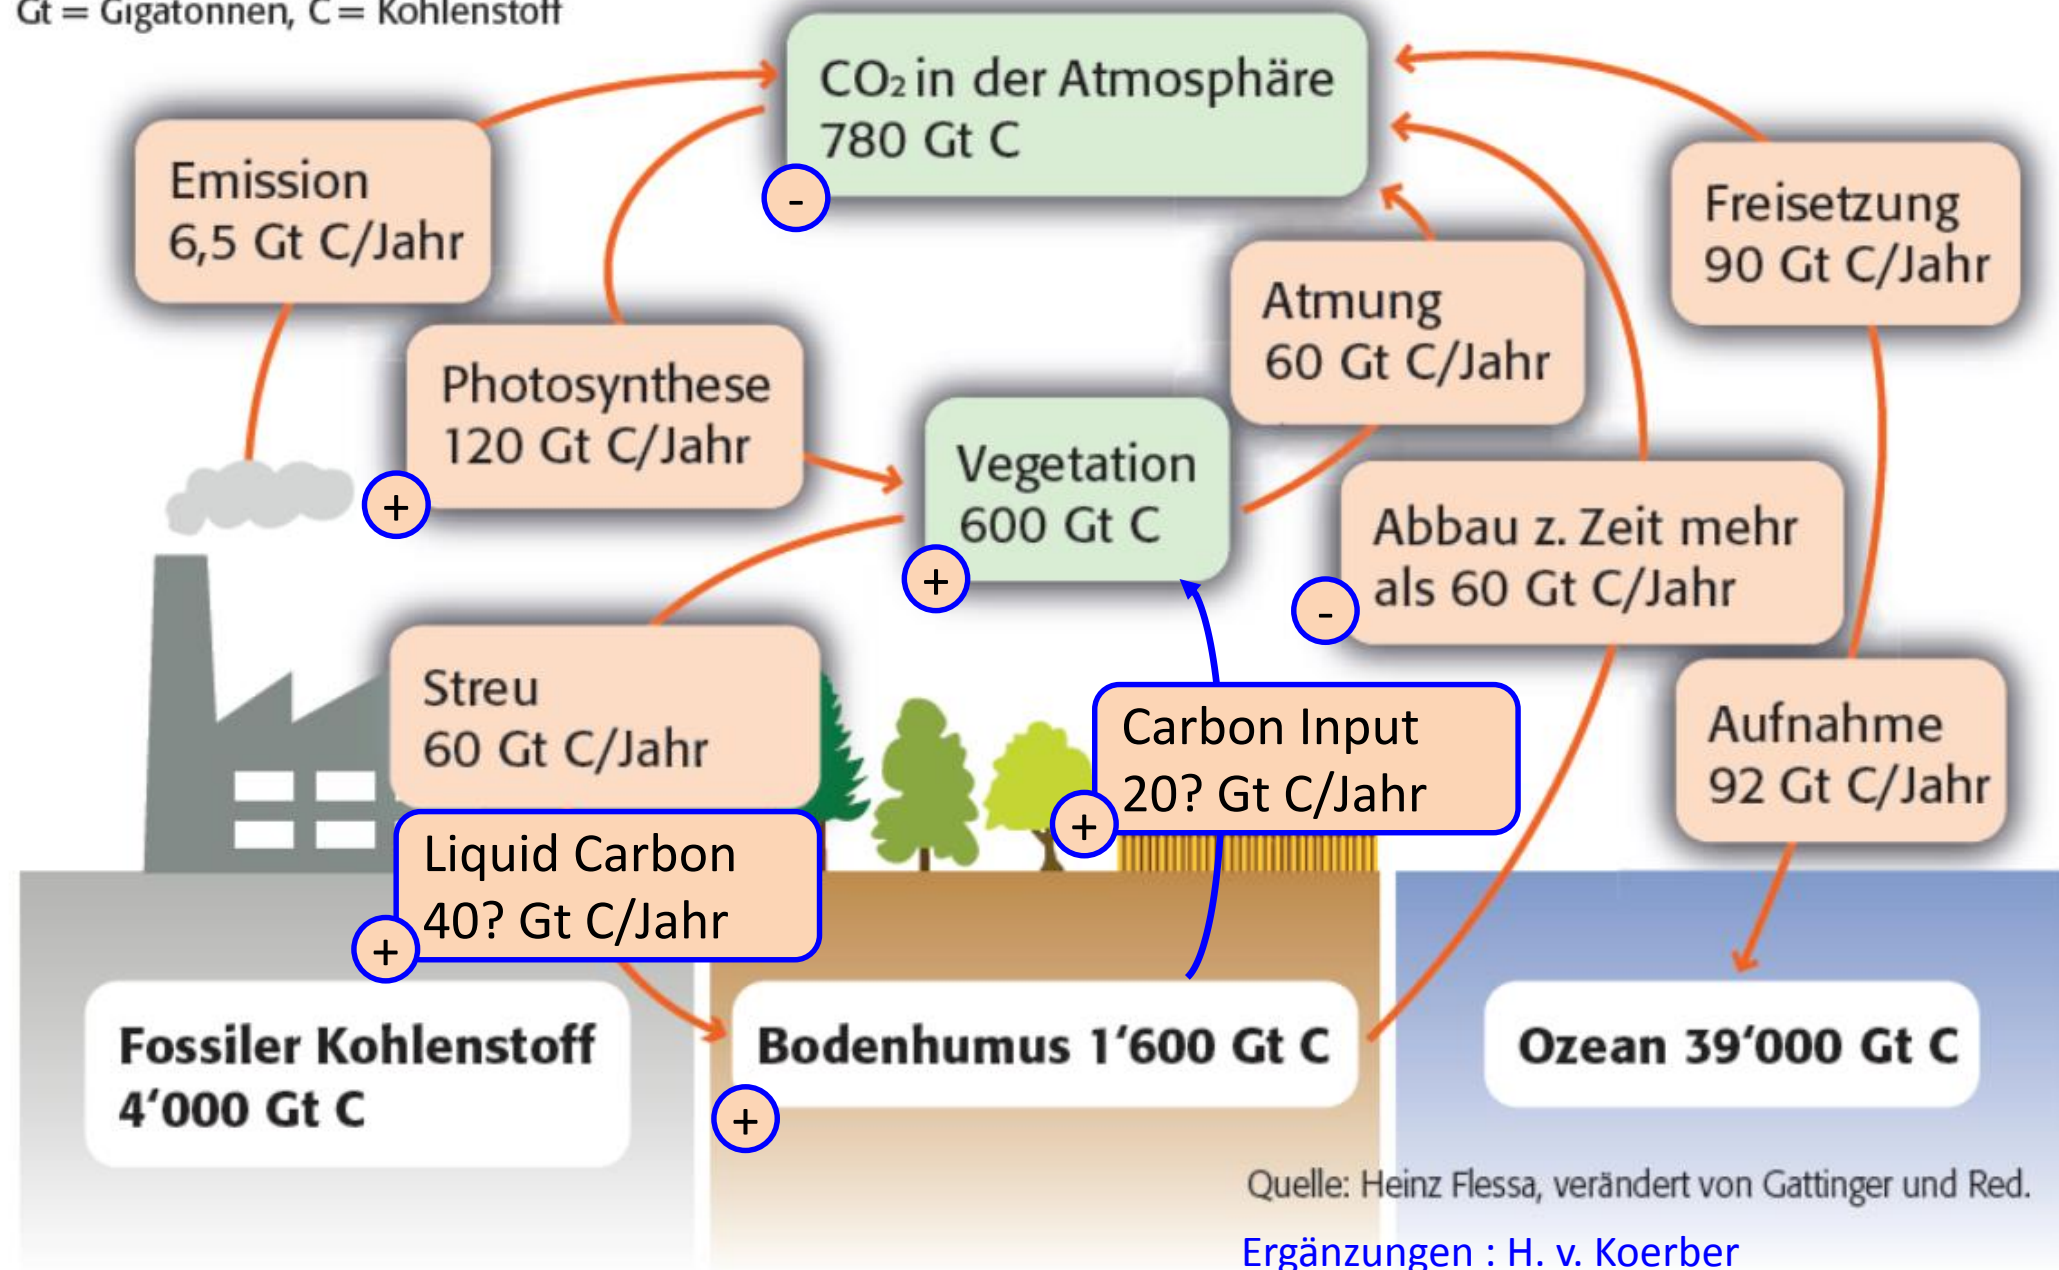 Gt = Gigatonnen, C = Kohlenstoff
CO₂ in der Atmosphäre
780 Gt C
-
Emission
6,5 Gt C/Jahr
Freisetzung
90 Gt C/Jahr
Atmung
60 Gt C/Jahr
Photosynthese
120 Gt C/Jahr
+
Vegetation
600 Gt C
+
Abbau z. Zeit mehr
als 60 Gt C/Jahr
-
Streu
60 Gt C/Jahr
Carbon Input
20? Gt C/Jahr
+
Aufnahme
92 Gt C/Jahr
Liquid Carbon
40? Gt C/Jahr
+
Fossiler Kohlenstoff
4‘000 Gt C
Bodenhumus 1‘600 Gt C
+
Ozean 39‘000 Gt C
Quelle: Heinz Flessa, verändert von Gattinger und Red.
Ergänzungen : H. v. Koerber